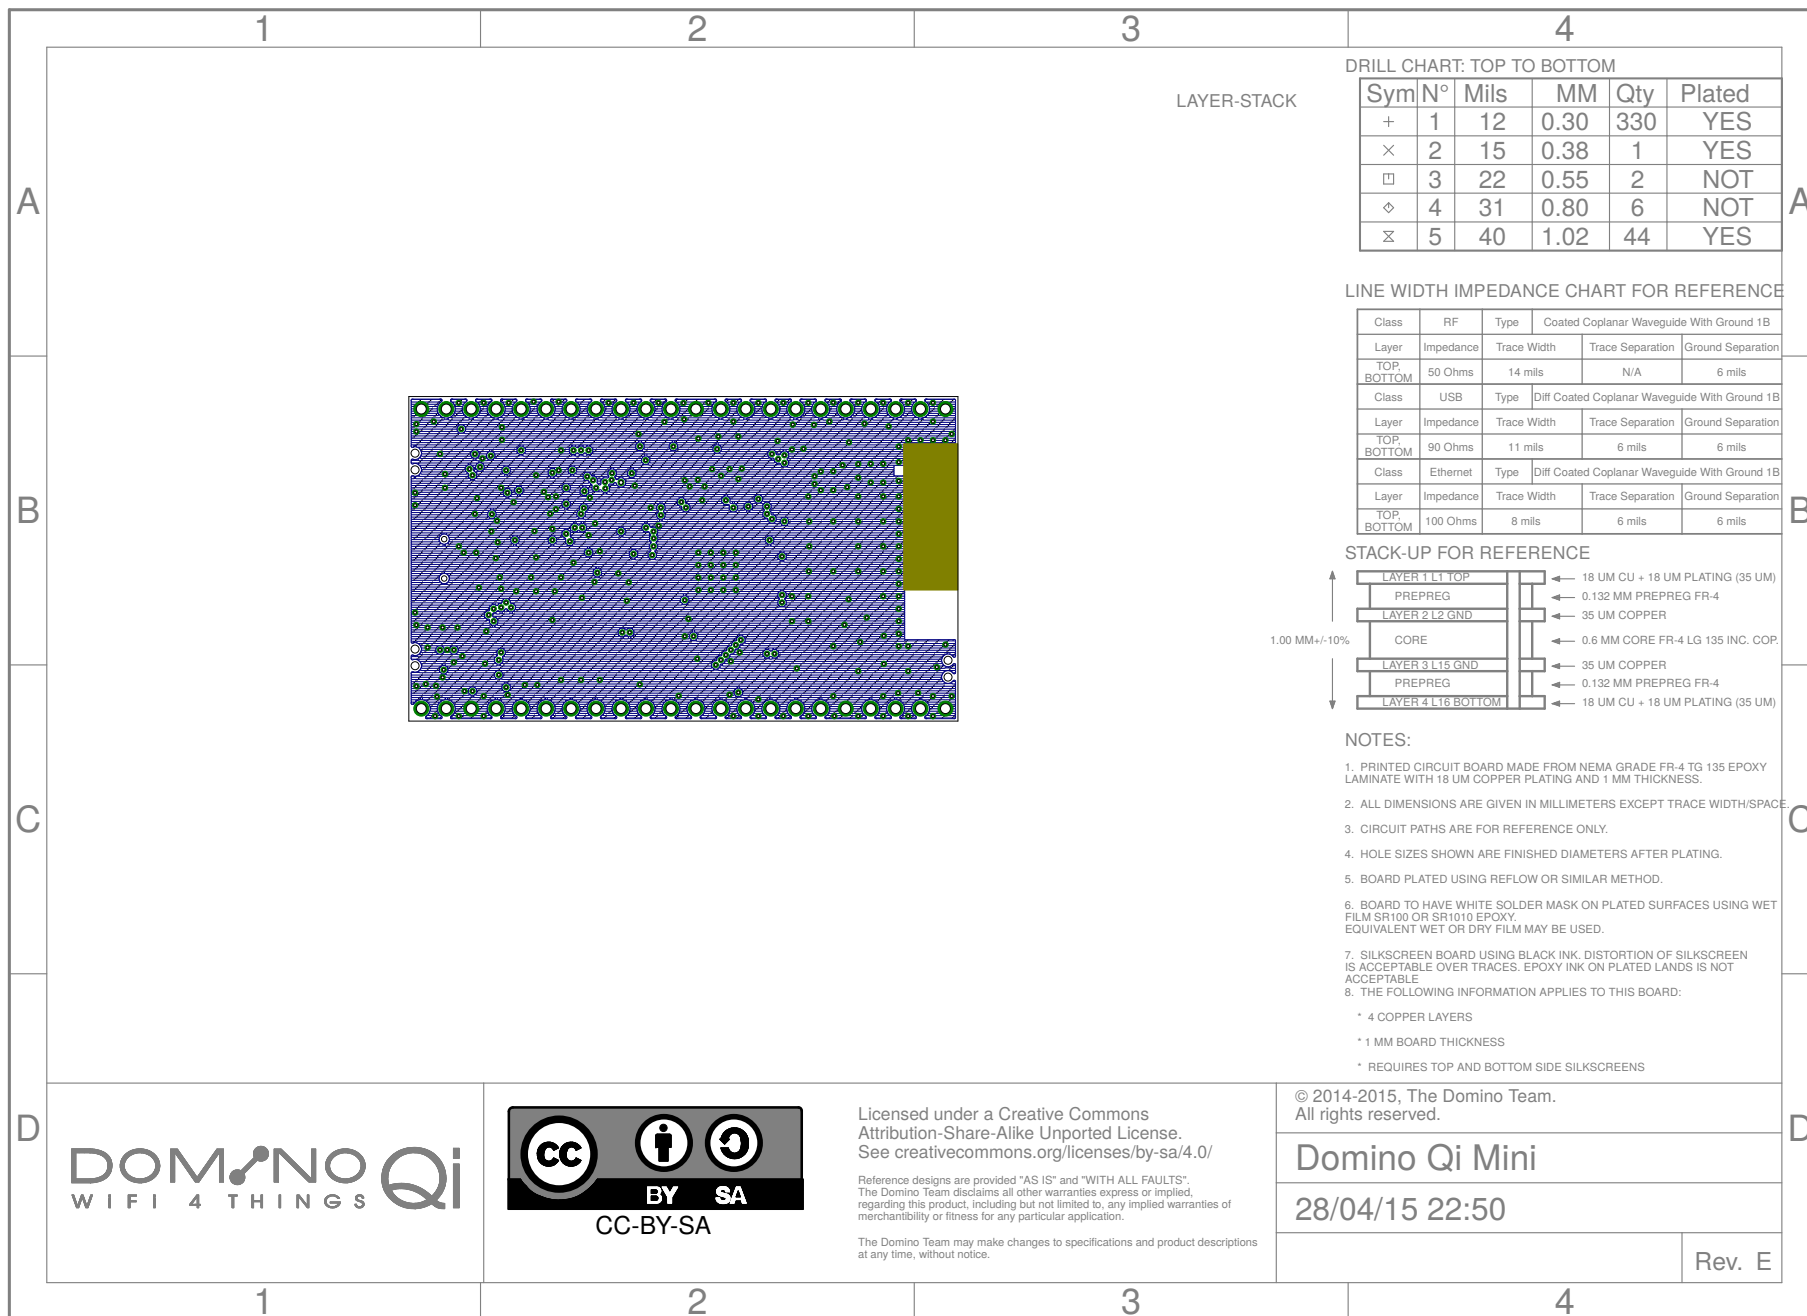 1 2 3 4
A
B
C
D
LAYER-STACK
DRILL CHART: TOP TO BOTTOM
Sym N° Mils MM Qty Plated
+ 1 12 0.30 330 YES
× 2 15 0.38 1 YES
3 22 0.55 2 NOT
4 31 0.80 6 NOT
5 40 1.02 44 YES
A
LINE WIDTH IMPEDANCE CHART FOR REFERENCE
Class RF Type Coated Coplanar Waveguide With Ground 1B
Layer Impedance Trace Width Trace Separation Ground Separation
TOP, BOTTOM 50 Ohms 14 mils N/A 6 mils
Class USB Type Diff Coated Coplanar Waveguide With Ground 1B
Layer Impedance Trace Width Trace Separation Ground Separation
TOP, BOTTOM 90 Ohms 11 mils 6 mils 6 mils
Class Ethernet Type Diff Coated Coplanar Waveguide With Ground 1B
Layer Impedance Trace Width Trace Separation Ground Separation
TOP, BOTTOM 100 Ohms 8 mils 6 mils 6 mils
B
STACK-UP FOR REFERENCE
LAYER 1 L1 TOP 18 UM CU + 18 UM PLATING (35 UM)
PREPREG 0.132 MM PREPREG FR-4
LAYER 2 L2 GND 35 UM COPPER
1.00 MM+/-10% CORE 0.6 MM CORE FR-4 LG 135 INC. COP.
LAYER 3 L15 GND 35 UM COPPER
PREPREG 0.132 MM PREPREG FR-4
LAYER 4 L16 BOTTOM 18 UM CU + 18 UM PLATING (35 UM)
NOTES:
1. PRINTED CIRCUIT BOARD MADE FROM NEMA GRADE FR-4 TG 135 EPOXY
LAMINATE WITH 18 UM COPPER PLATING AND 1 MM THICKNESS.
2. ALL DIMENSIONS ARE GIVEN IN MILLIMETERS EXCEPT TRACE WIDTH/SPACE.
C
3. CIRCUIT PATHS ARE FOR REFERENCE ONLY.
4. HOLE SIZES SHOWN ARE FINISHED DIAMETERS AFTER PLATING.
5. BOARD PLATED USING REFLOW OR SIMILAR METHOD.
6. BOARD TO HAVE WHITE SOLDER MASK ON PLATED SURFACES USING WET
FILM SR100 OR SR1010 EPOXY.
EQUIVALENT WET OR DRY FILM MAY BE USED.
7. SILKSCREEN BOARD USING BLACK INK. DISTORTION OF SILKSCREEN
IS ACCEPTABLE OVER TRACES. EPOXY INK ON PLATED LANDS IS NOT
ACCEPTABLE
8. THE FOLLOWING INFORMATION APPLIES TO THIS BOARD:
* 4 COPPER LAYERS
* 1 MM BOARD THICKNESS
* REQUIRES TOP AND BOTTOM SIDE SILKSCREENS
DOMINO Qi
WIFI 4 THINGS
CC BY SA
CC-BY-SA
Licensed under a Creative Commons
Attribution-Share-Alike Unported License.
See creativecommons.org/licenses/by-sa/4.0/
Reference designs are provided "AS IS" and "WITH ALL FAULTS".
The Domino Team disclaims all other warranties express or implied,
regarding this product, including but not limited to, any implied warranties of
merchantibility or fitness for any particular application.
The Domino Team may make changes to specifications and product descriptions
at any time, without notice.
© 2014-2015, The Domino Team.
All rights reserved.
D
Domino Qi Mini
28/04/15 22:50
Rev. E
1 2 3 4